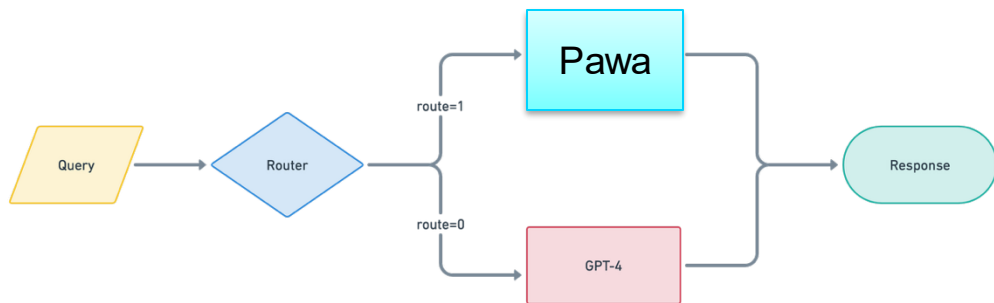 Pawa
route=1
Query
Router
Response
route=0
GPT-4